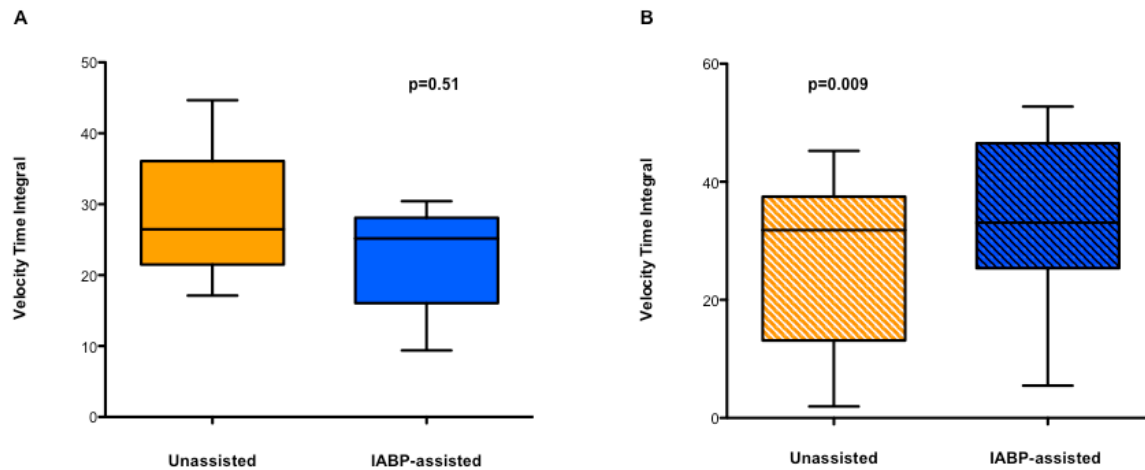 A
Velocity Time Integral
50
40
30
20
10
0
p=0.51
Unassisted
IABP-assisted
B
Velocity Time Integral
60
40
20
0
p=0.009
Unassisted
IABP-assisted